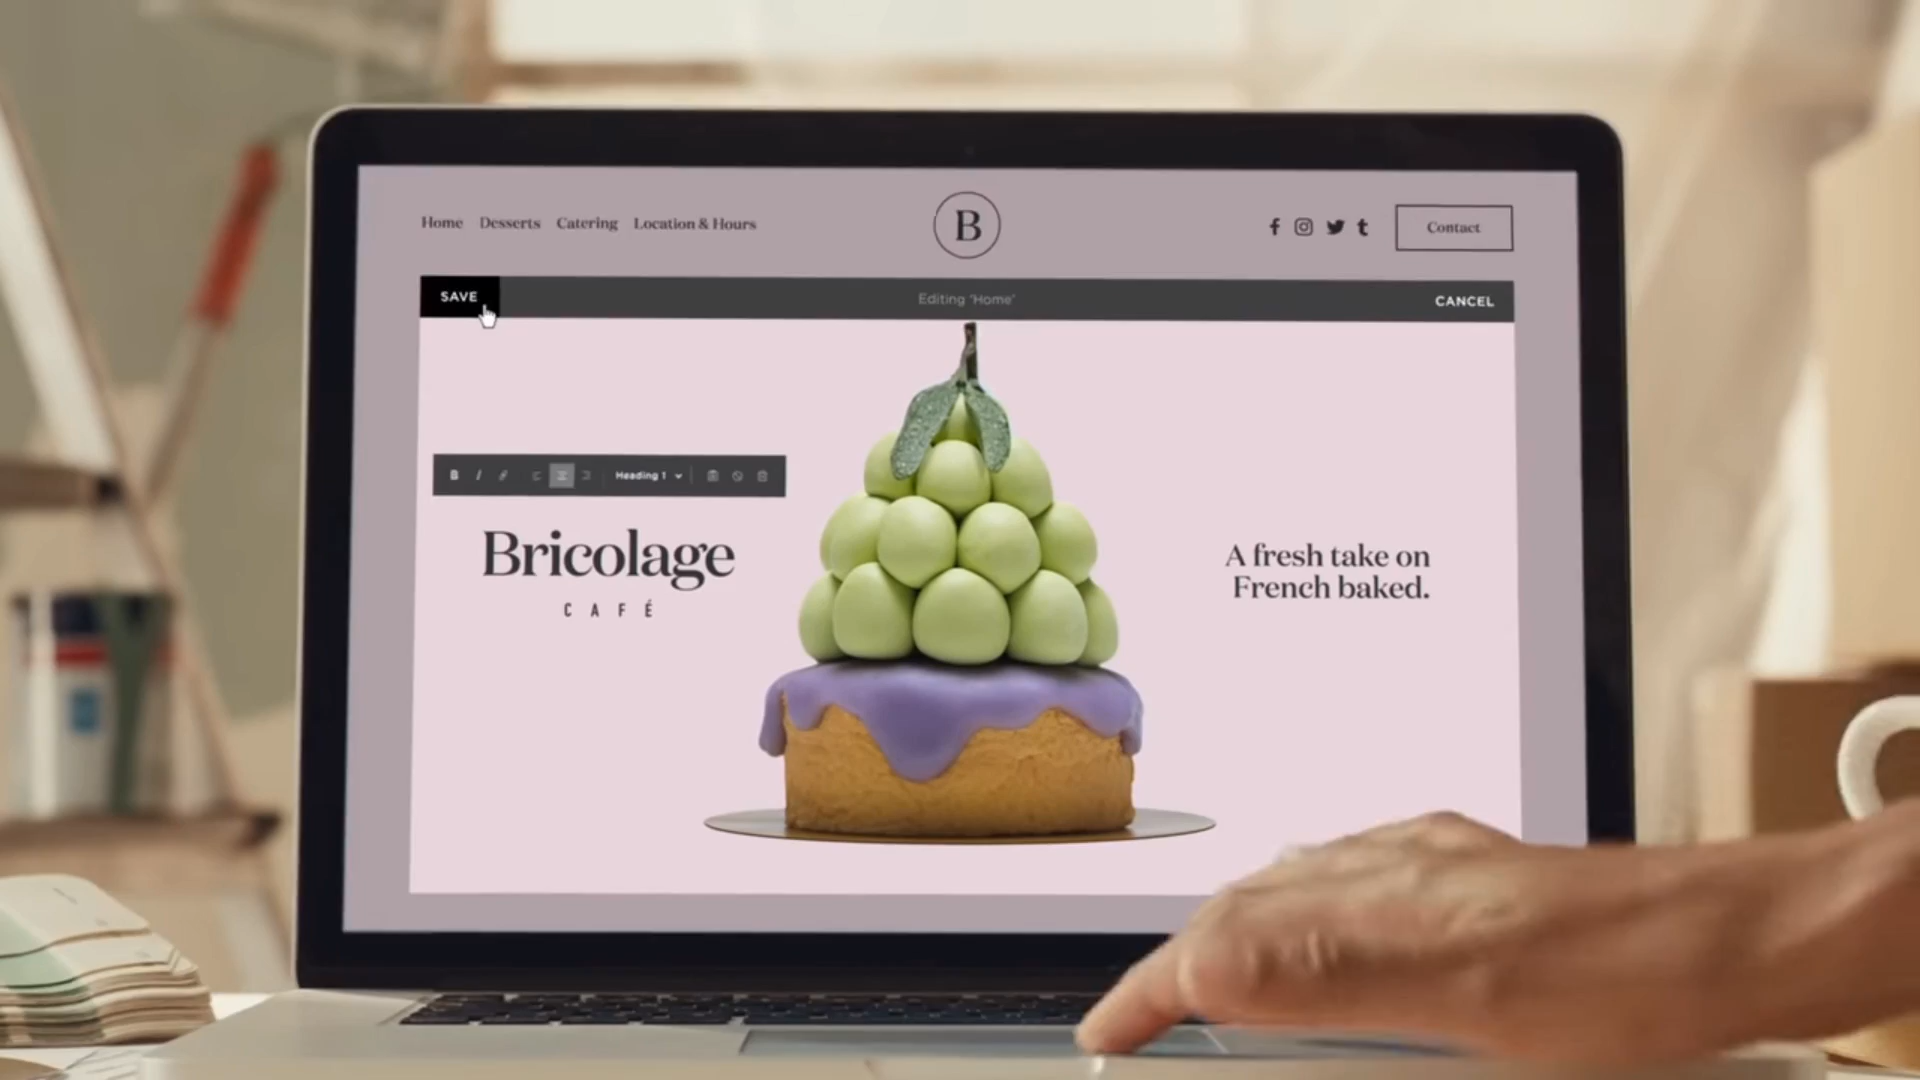 Home Desserts Catering Location & Hours
B
Contact
SAVE
Editing 'Home'
CANCEL
B I
Heading 1
Bricolage
CAFÉ
A fresh take on
French baked.